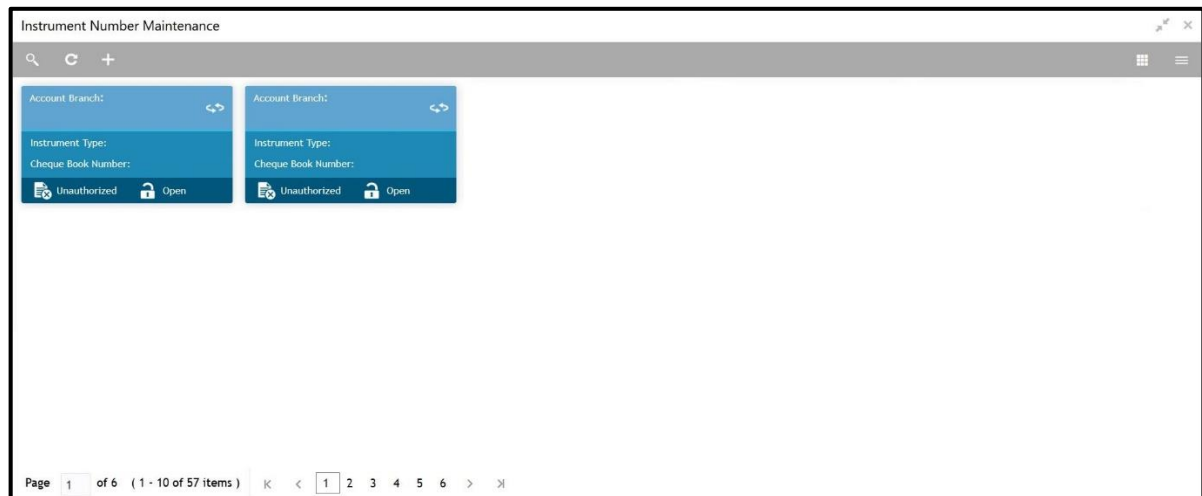 Instrument Number Maintenance
Account Branch:
Instrument Type:
Cheque Book Number:
Unauthorized Open
Account Branch:
Instrument Type:
Cheque Book Number:
Unauthorized Open
Page 1 of 6 ( 1 - 10 of 57 items ) 1 2 3 4 5 6